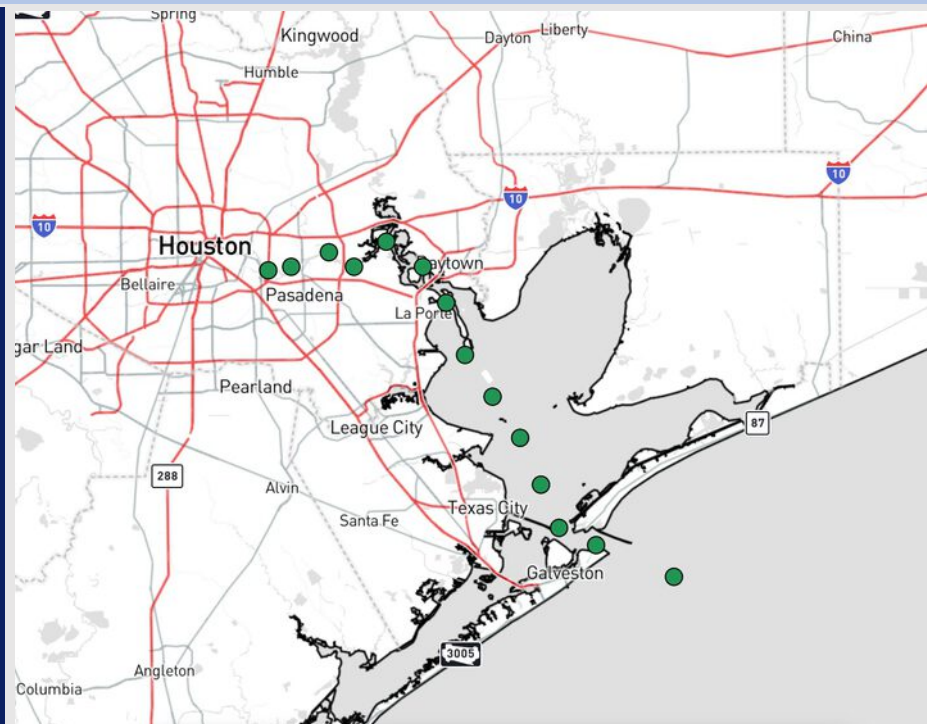 Spring
Kingwood
Dayton
Liberty
China
Humble
10
10
10
Houston
Baytown
Bellaire
Pasadena
La Porte
gar Land
Pearland
League City
87
288
Alvin
Santa Fe
Texas City
Galveston
3005
Angleton
Columbia